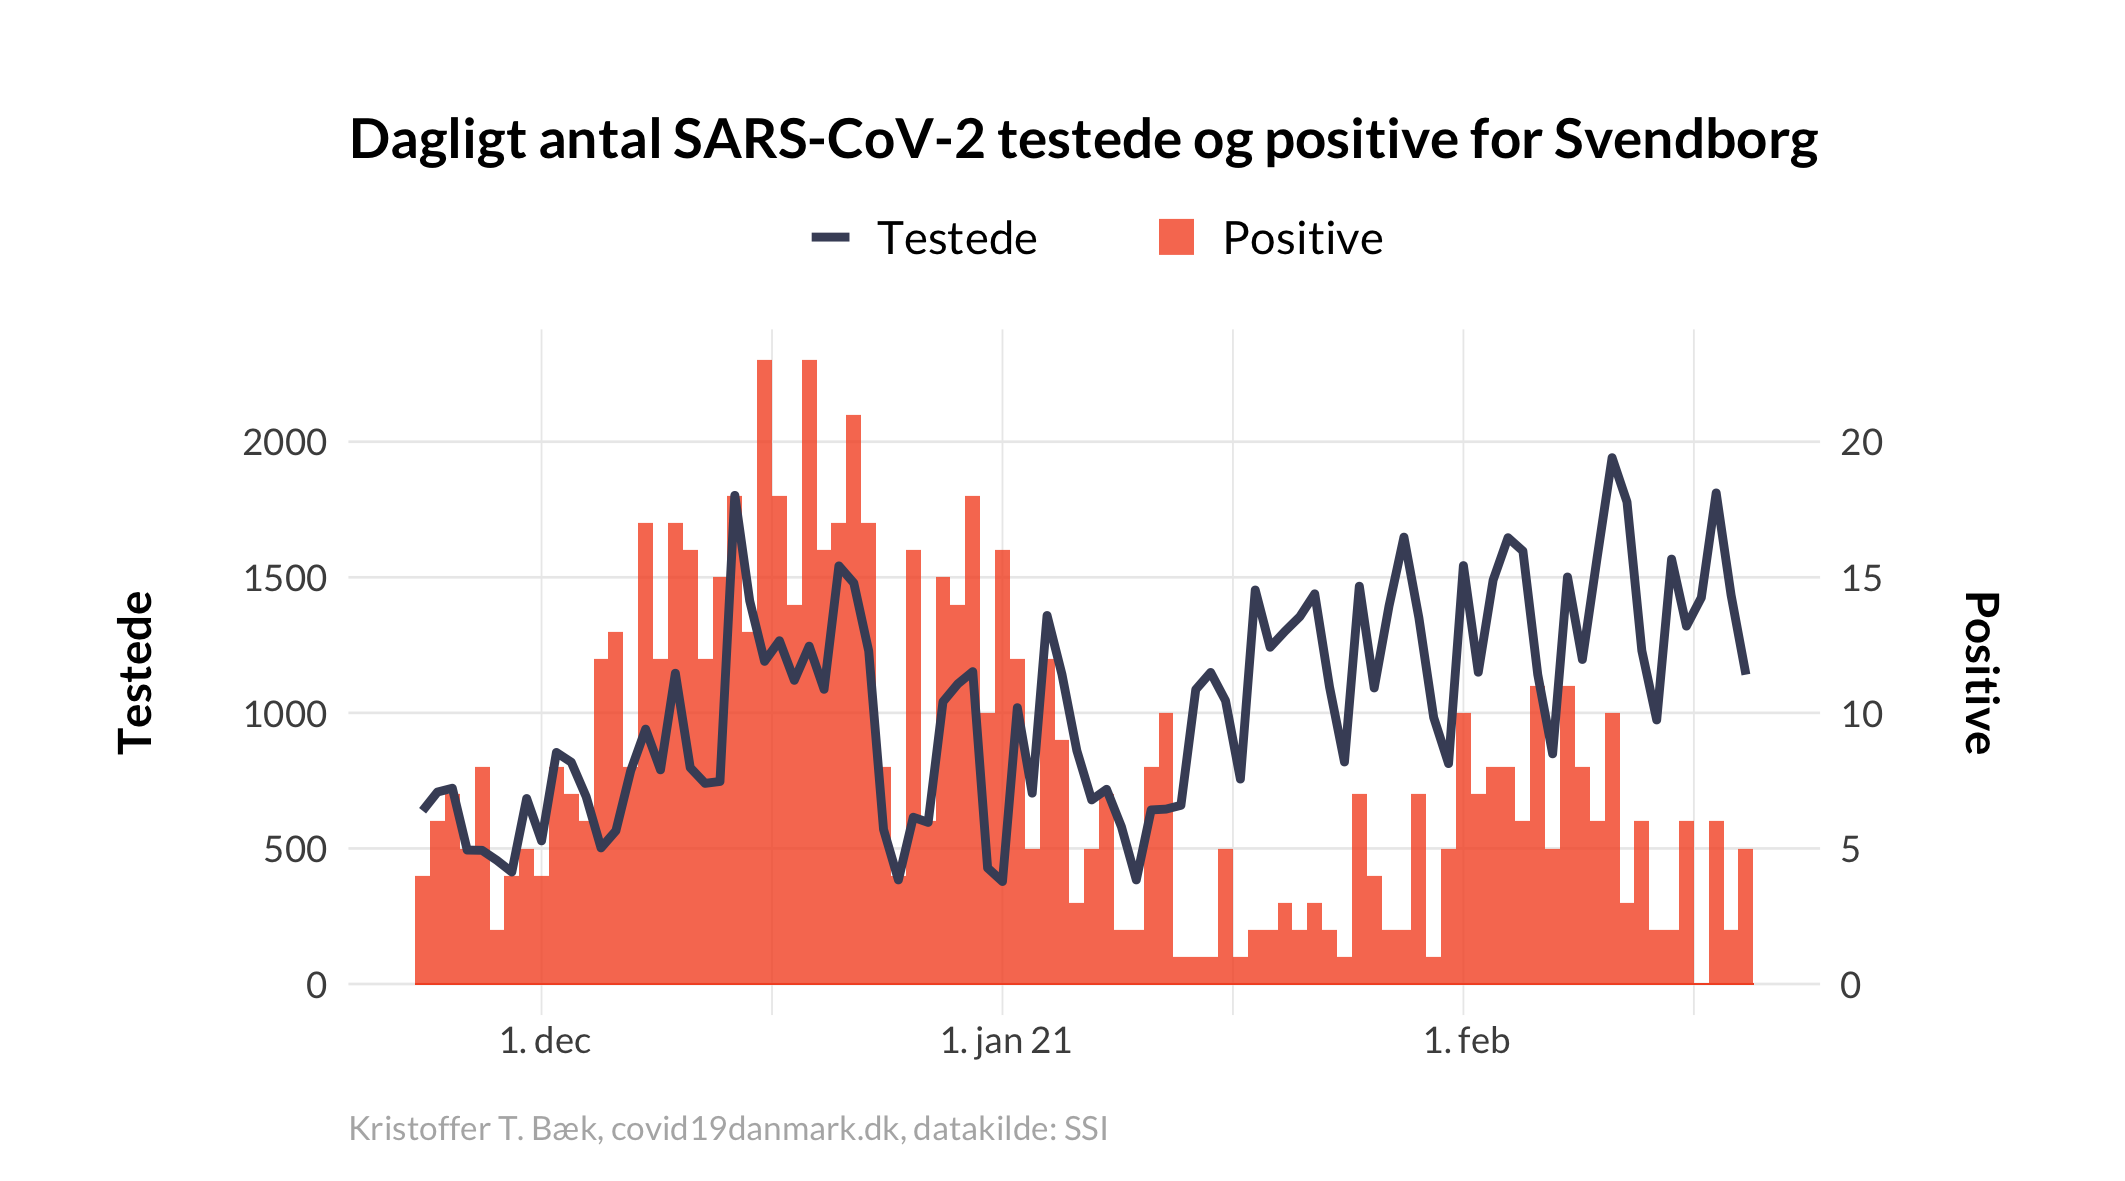 Dagligt antal SARS-CoV-2 testede og positive for Svendborg
Testede
Positive
2000
1500
1000
500
0
20
15
10
5
0
Testede
Positive
1. dec
1. jan 21
1. feb
Kristoffer T. Bæk, covid19danmark.dk, datakilde: SSI